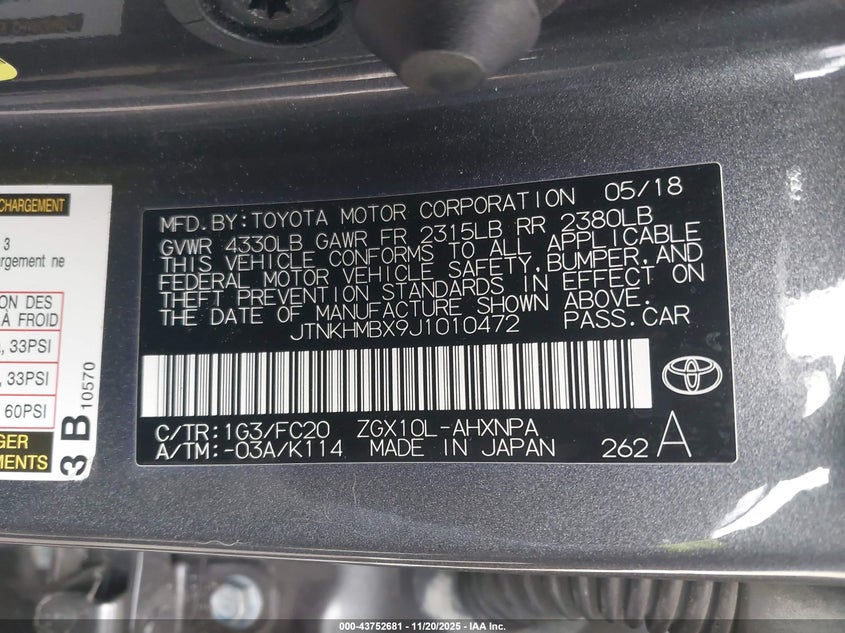 CHARGEMENT
3
argement ne
ION DES
À FROID
, 33PSI
, 33PSI
60PSI
GER
EMENTS
3 B 10570
MFD.BY:TOYOTA MOTOR CORPORATION 05/18
GVWR 4330LB GAWR FR 2315LB RR 2380LB
THIS VEHICLE CONFORMS TO ALL APPLICABLE
FEDERAL MOTOR VEHICLE SAFETY,BUMPER,AND
THEFT PREVENTION STANDARDS IN EFFECT ON
THE DATE OF MANUFACTURE SHOWN ABOVE.
JTNKHMBX9J1010472 PASS.CAR
C/TR:1G3/FC20 ZGX10L-AHXNPA
A/TM:-03A/K114 MADE IN JAPAN 262 A
000-43752681 - 11/20/2025 - IAA Inc.